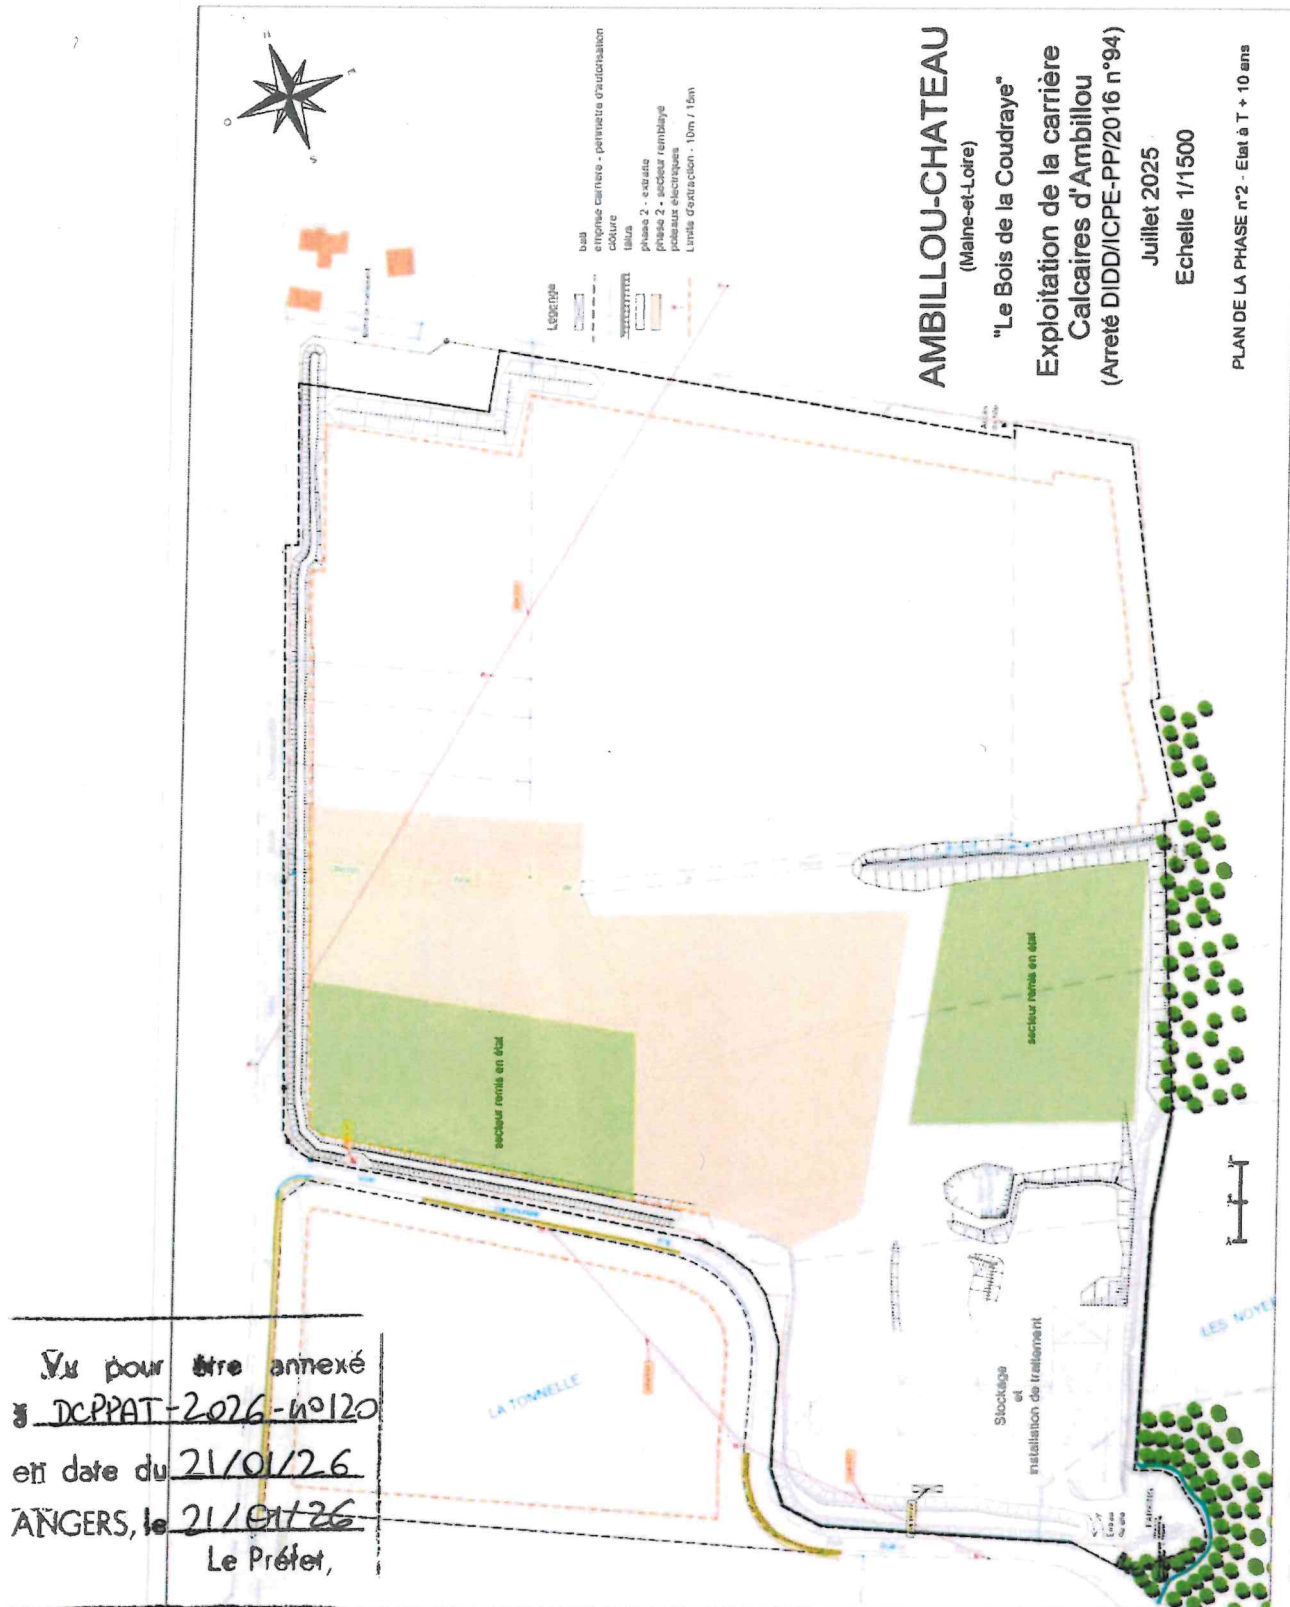 AMBILLOU-CHATEAU
(Maine-et-Loire)
"Le Bois de la Coudraye"
Exploitation de la carrière
Calcaires d'Ambillou
(Arreté DIDD/ICPE-PP/2016 n°94)
Juillet 2025
Echelle 1/1500
PLAN DE LA PHASE n°2 - Etat à T + 10 ans
Légende
bati
emprise carrière - périmètre d'autorisation
clôture
talus
phase 2 - extraite
phase 2 - secteur remblayé
poteaux électriques
Limite d'extraction - 10m / 15m
secteur remis en état
secteur remis en état
Stockage
et
installation de traitement
LA TONNELLE
LES NOYE
Vu pour être annexé
à DCPPAT-2026-n°120
en date du 21/01/26
ANGERS, le 21/01/26
Le Préfet,